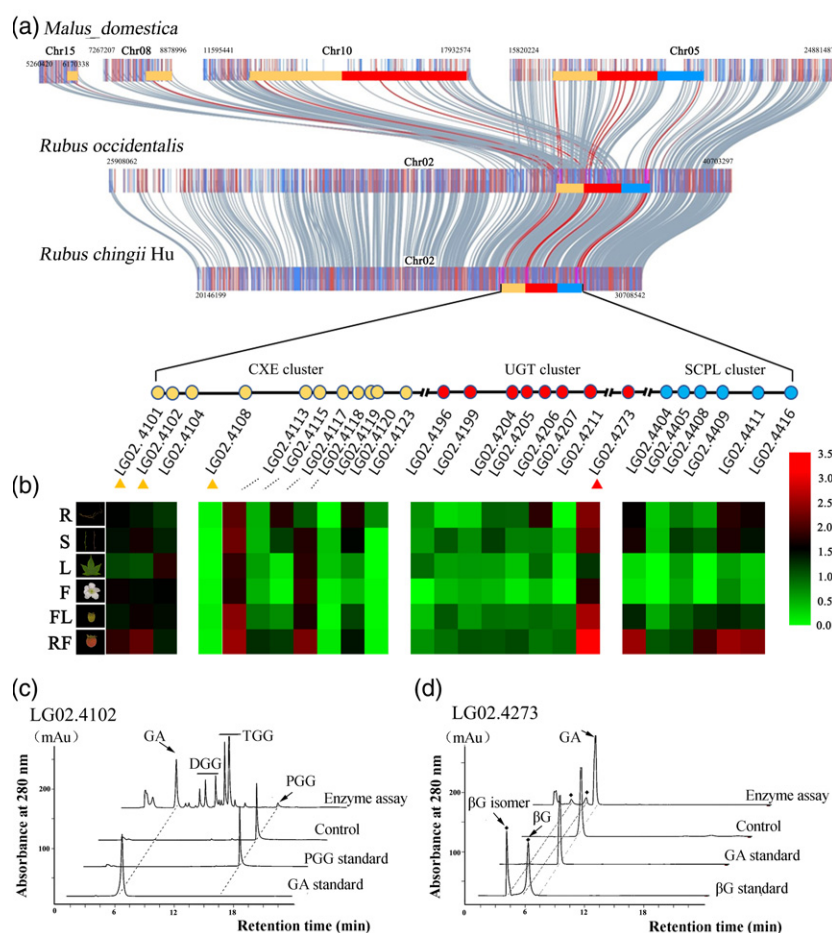 (a) Malus_domestica
Chr15 Chr08 Chr10 Chr05
5260420 6170338 7267207 8878996 11595441 17932574 15820224 24881487
Rubus occidentalis
25908062 Chr02 40703297
Rubus chingii Hu
Chr02
20146199 30708542
CXE cluster UGT cluster SCPL cluster
LG02.4101 LG02.4102 LG02.4104 LG02.4108 LG02.4113 LG02.4115 LG02.4117 LG02.4118 LG02.4119 LG02.4120 LG02.4123 LG02.4196 LG02.4199 LG02.4204 LG02.4205 LG02.4206 LG02.4207 LG02.4211 LG02.4273 LG02.4404 LG02.4405 LG02.4408 LG02.4409 LG02.4411 LG02.4416
(b)
R
S
L
F
FL
RF
3.5
3.0
2.5
2.0
1.5
1.0
0.5
0.0
(c)
LG02.4102
(mAu)
Absorbance at 280 nm
200
100
0 6 12 18
Retention time (min)
GA
DGG
TGG
PGG
Enzyme assay
Control
PGG standard
GA standard
(d)
LG02.4273
(mAu)
Absorbance at 280 nm
200
100
0 6 12 18
Retention time (min)
GA
βG isomer
βG
Enzyme assay
Control
GA standard
βG standard